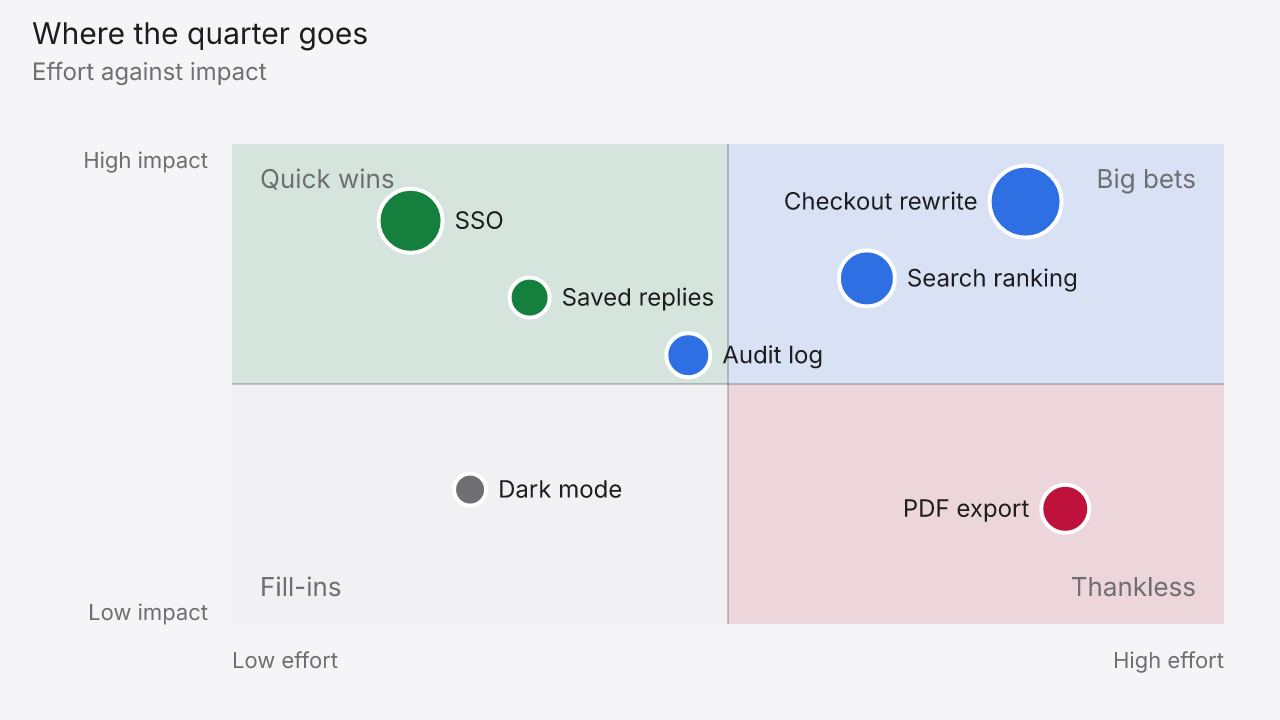 Where the quarter goes
Effort against impact
High impact
Quick wins
Big bets
Checkout rewrite
SSO
Search ranking
Saved replies
Audit log
Dark mode
PDF export
Fill-ins
Thankless
Low impact
Low effort
High effort